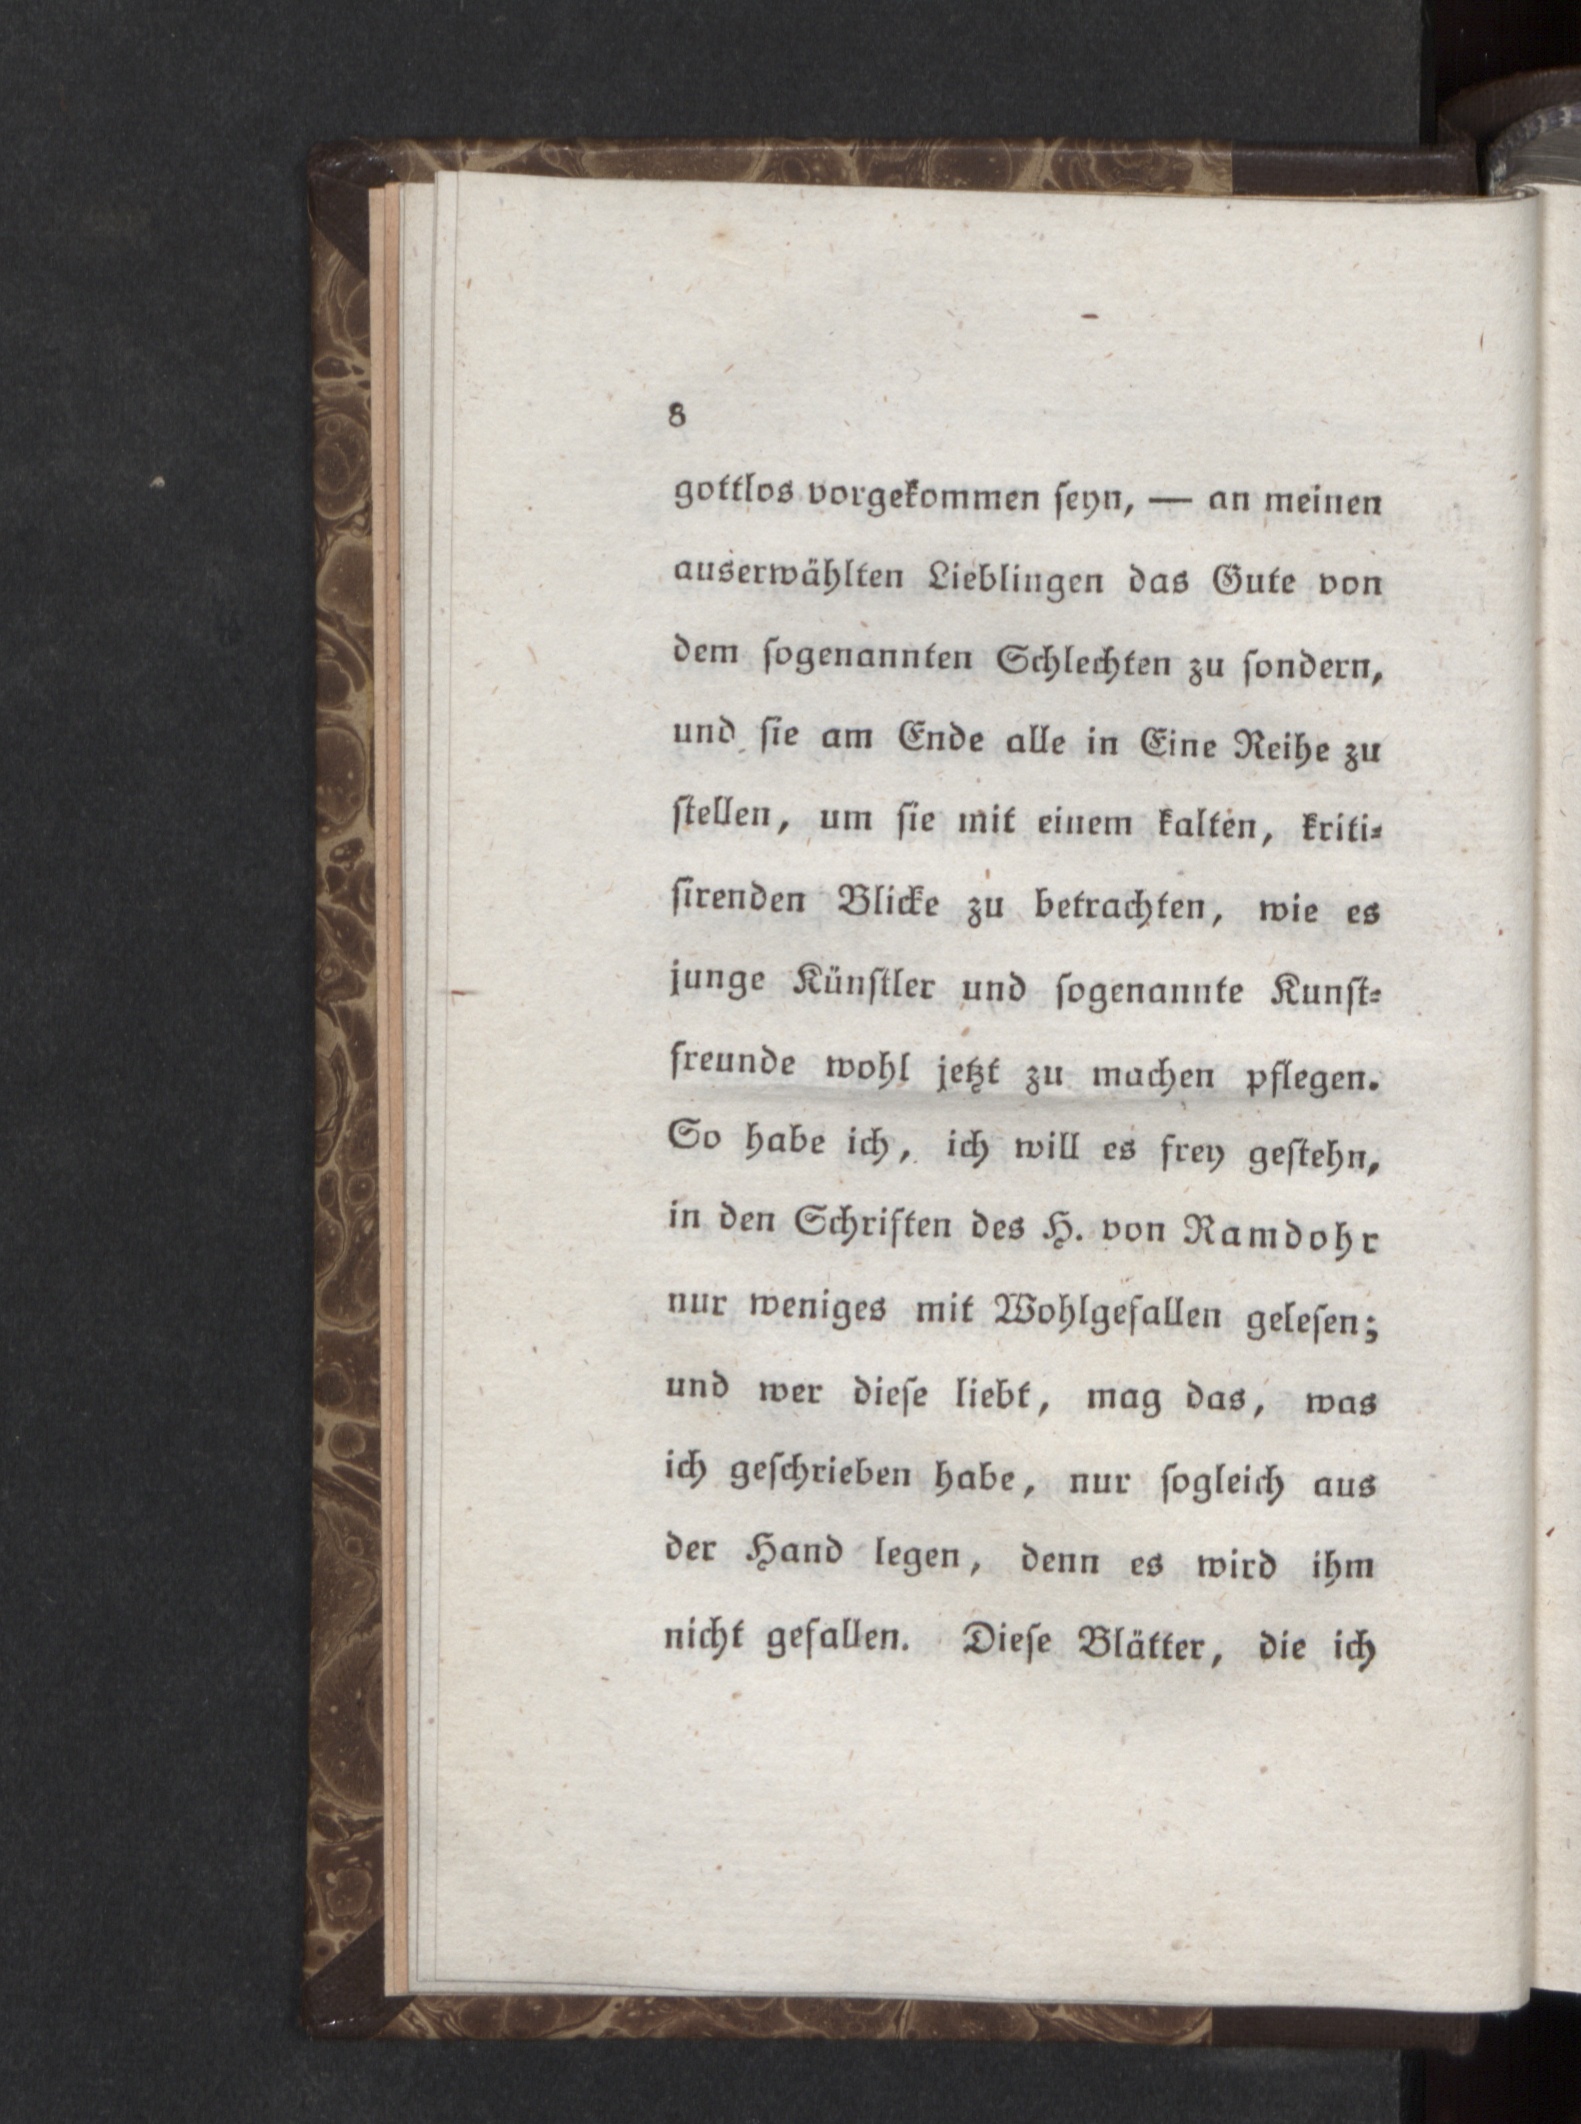 8
gottlos vorgekommen ſeyn, — an meinen
auserwählten Lieblingen das Gute von
dem ſogenannten Schlechten zu ſondern,
und ſie am Ende alle in Eine Reihe zu
ſtellen, um ſie mit einem kalten, kriti⸗
ſirenden Blicke zu betrachten, wie es
junge Künſtler und ſogenannte Kunſt⸗
freunde wohl jetzt zu machen pflegen.
So habe ich, ich will es frey geſtehn,
in den Schriften des H. von Ramdohr
nur weniges mit Wohlgefallen geleſen;
und wer dieſe liebt, mag das, was
ich geſchrieben habe, nur ſogleich aus
der Hand legen, denn es wird ihm
nicht gefallen. Dieſe Blätter, die ich